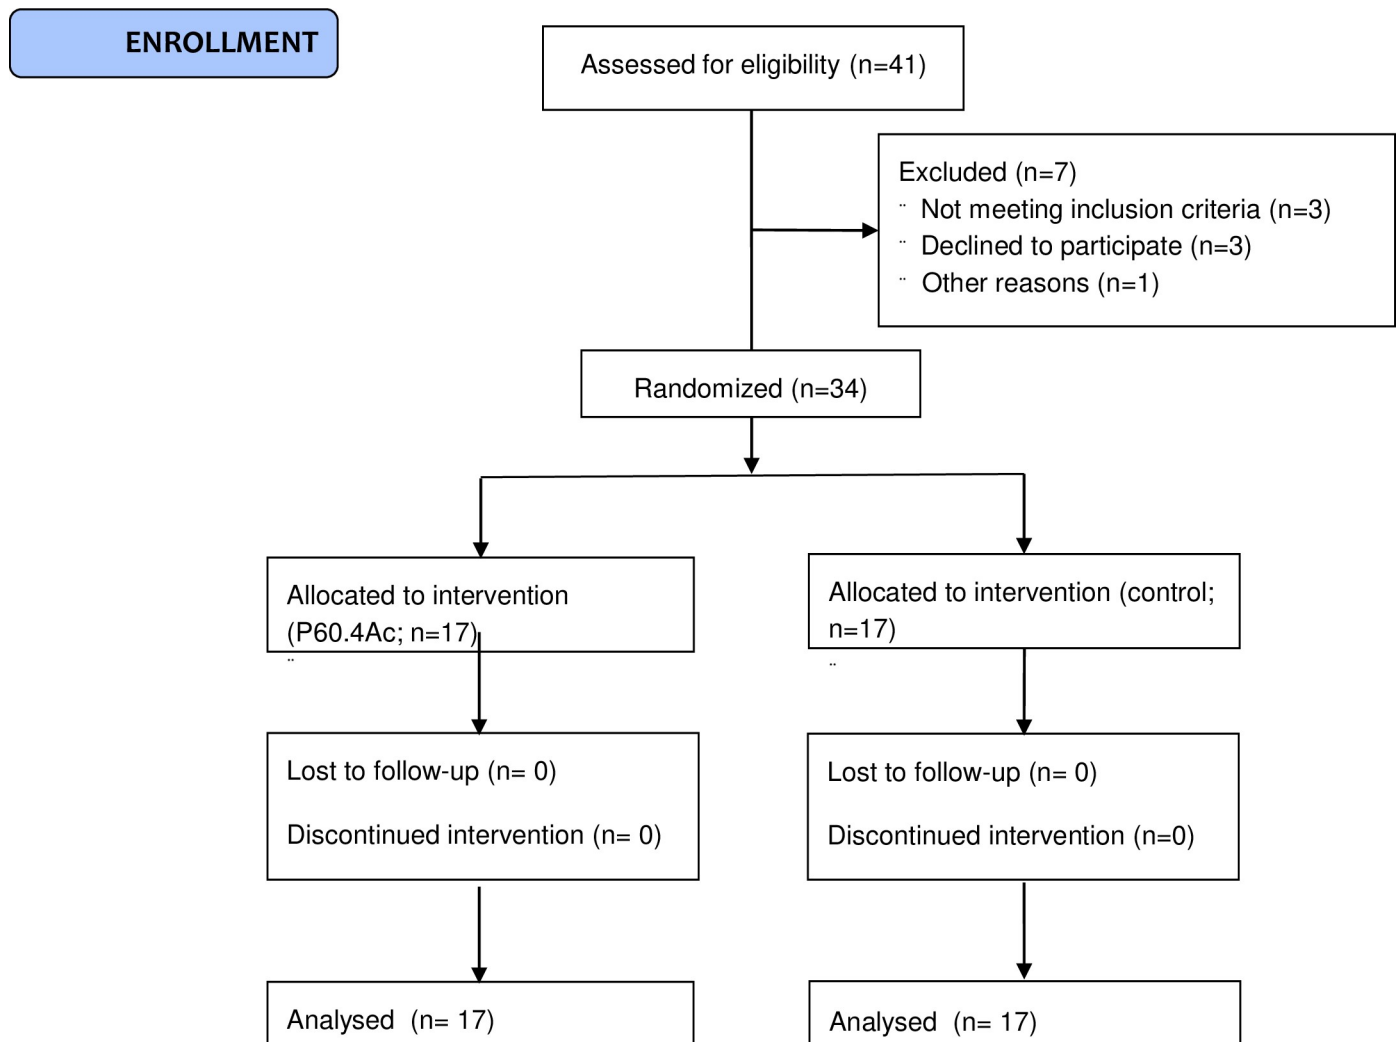 ENROLLMENT
Assessed for eligibility (n=41)
Excluded (n=7)
¨ Not meeting inclusion criteria (n=3)
¨ Declined to participate (n=3)
¨ Other reasons (n=1)
Randomized (n=34)
Allocated to intervention
(P60.4Ac; n=17)
¨
Allocated to intervention (control;
n=17)
¨
Lost to follow-up (n= 0)
Discontinued intervention (n= 0)
Lost to follow-up (n= 0)
Discontinued intervention (n=0)
Analysed (n= 17)
Analysed (n= 17)